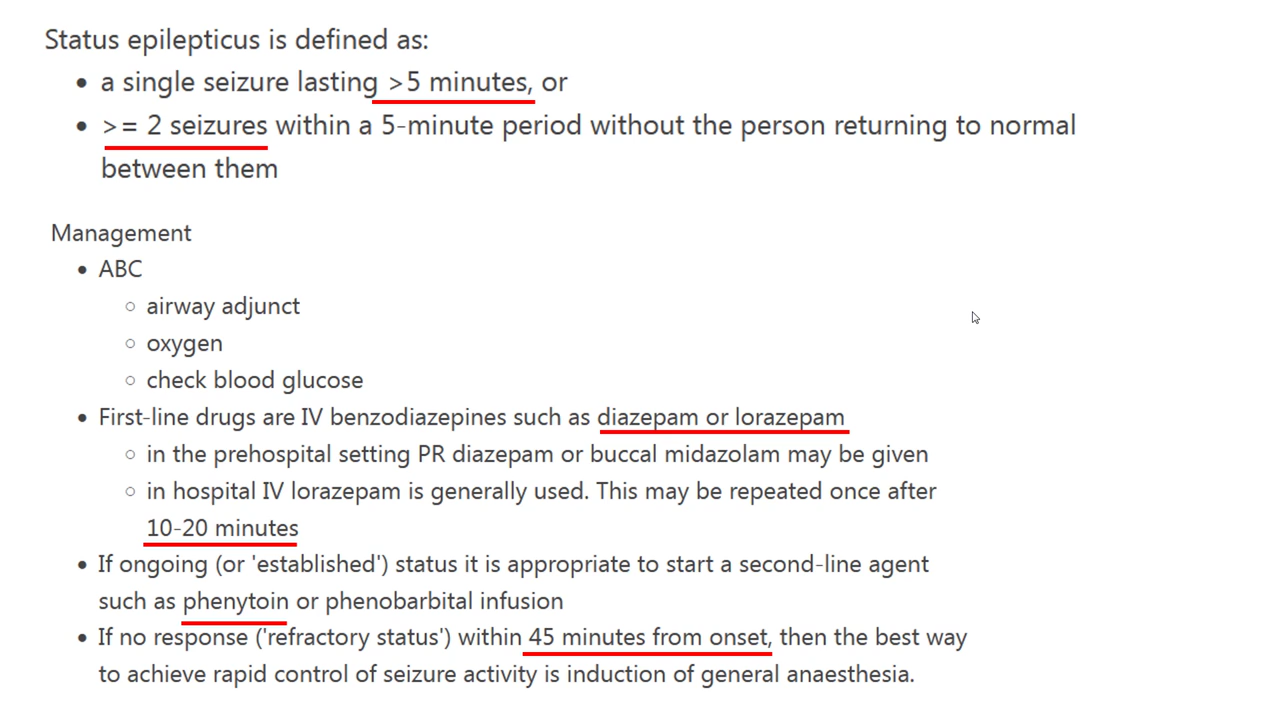 Status epilepticus is defined as:
• a single seizure lasting >5 minutes, or
• >= 2 seizures within a 5-minute period without the person returning to normal
between them
Management
• ABC
○ airway adjunct
○ oxygen
○ check blood glucose
• First-line drugs are IV benzodiazepines such as diazepam or lorazepam
○ in the prehospital setting PR diazepam or buccal midazolam may be given
○ in hospital IV lorazepam is generally used. This may be repeated once after
10-20 minutes
• If ongoing (or 'established') status it is appropriate to start a second-line agent
such as phenytoin or phenobarbital infusion
• If no response ('refractory status') within 45 minutes from onset, then the best way
to achieve rapid control of seizure activity is induction of general anaesthesia.